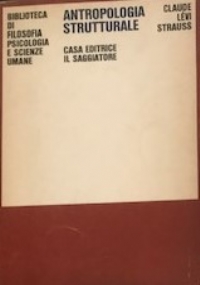 BIBLIOTECA
DI
FILOSOFIA
PSICOLOGIA
E SCIENZE
UMANE
ANTROPOLOGIA
STRUTTURALE
CASA EDITRICE
IL SAGGIATORE
CLAUDE
LÉVI
STRAUSS